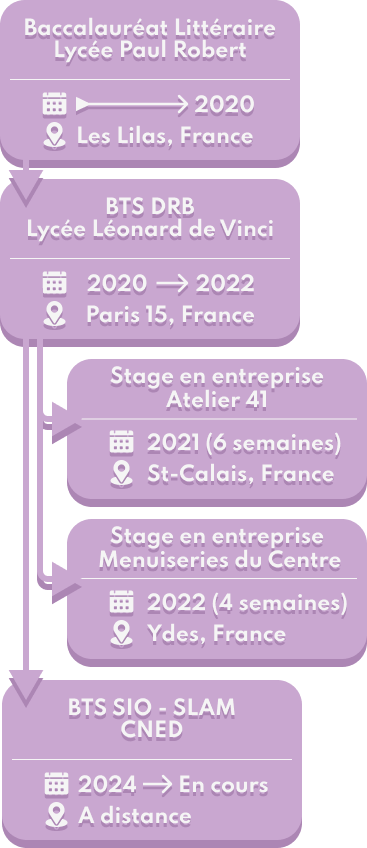 Baccalauréat Littéraire
Lycée Paul Robert
2020
Les Lilas, France
BTS DRB
Lycée Léonard de Vinci
2020 → 2022
Paris 15, France
Stage en entreprise
Atelier 41
2021 (6 semaines)
St-Calais, France
Stage en entreprise
Menuiseries du Centre
2022 (4 semaines)
Ydes, France
BTS SIO - SLAM
CNED
2024 → En cours
A distance